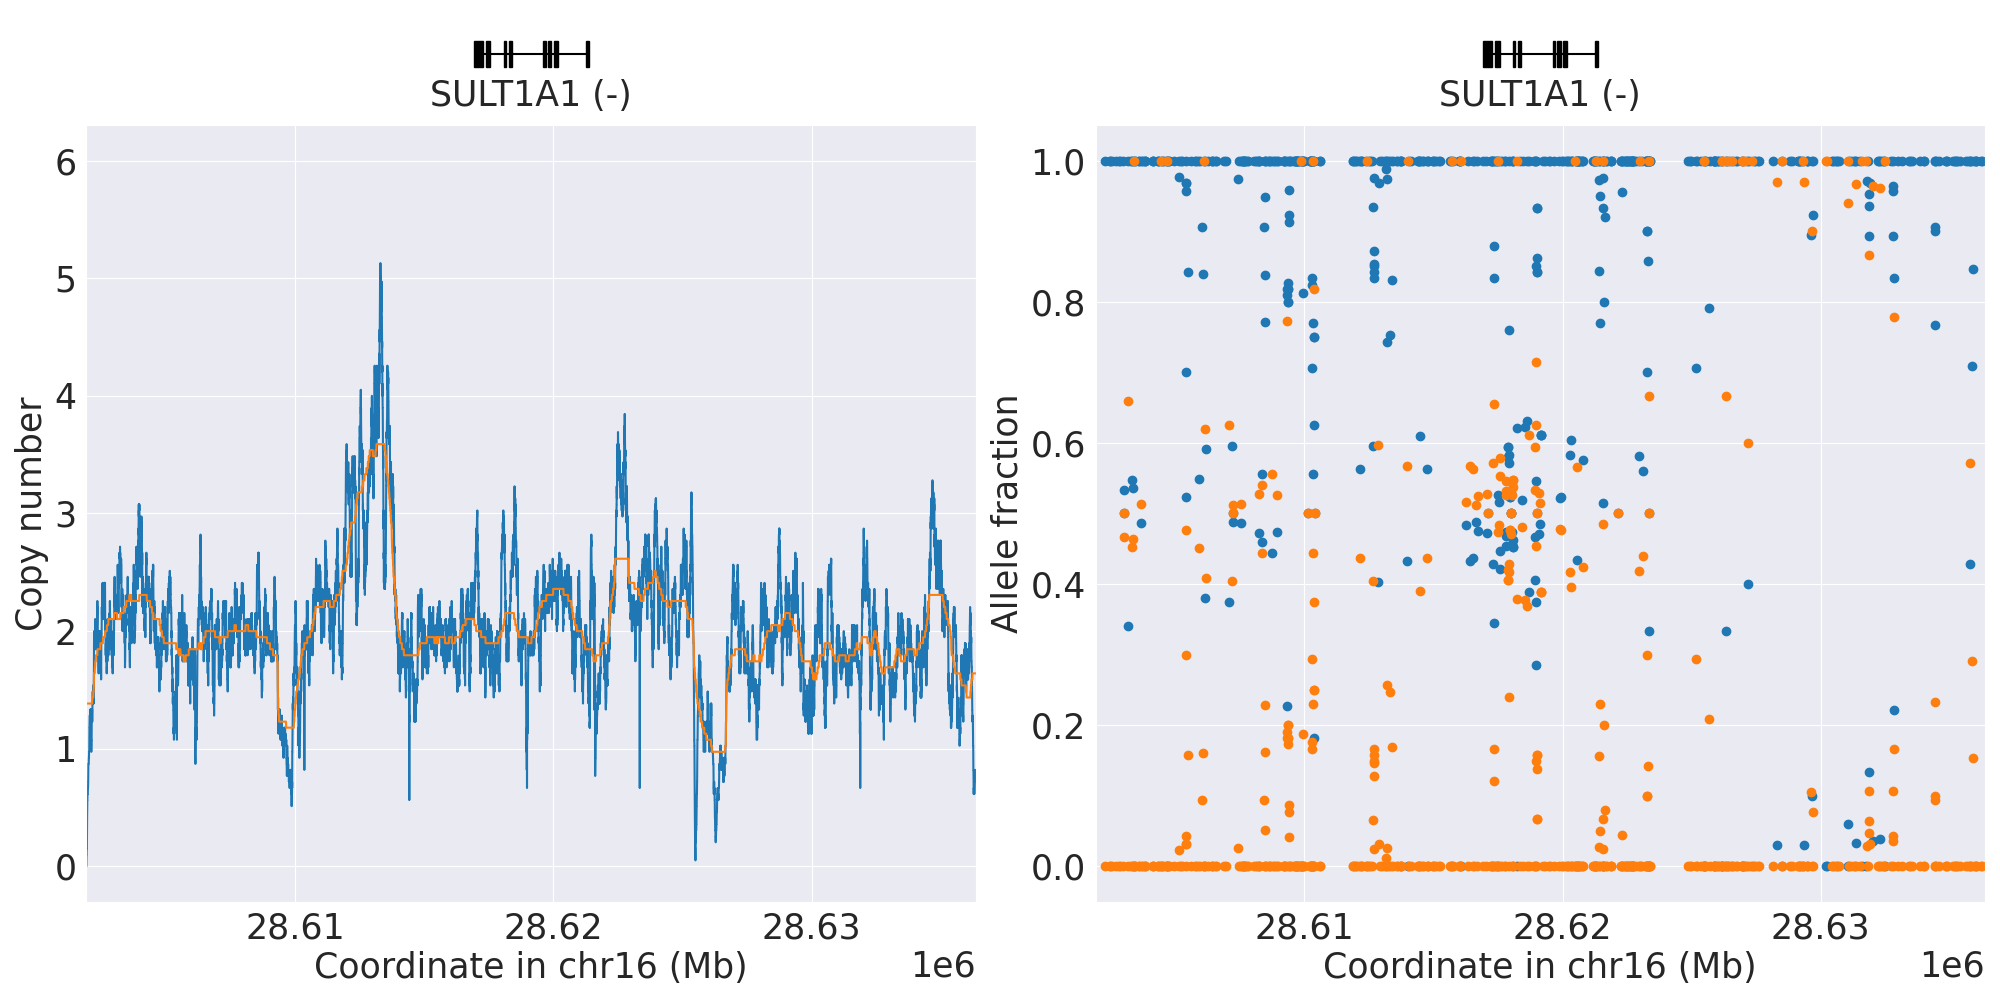 SULT1A1 (-)
Copy number
6
5
4
3
2
1
0
28.61
28.62
28.63
Coordinate in chr16 (Mb)
1e6
SULT1A1 (-)
Allele fraction
1.0
0.8
0.6
0.4
0.2
0.0
28.61
28.62
28.63
Coordinate in chr16 (Mb)
1e6